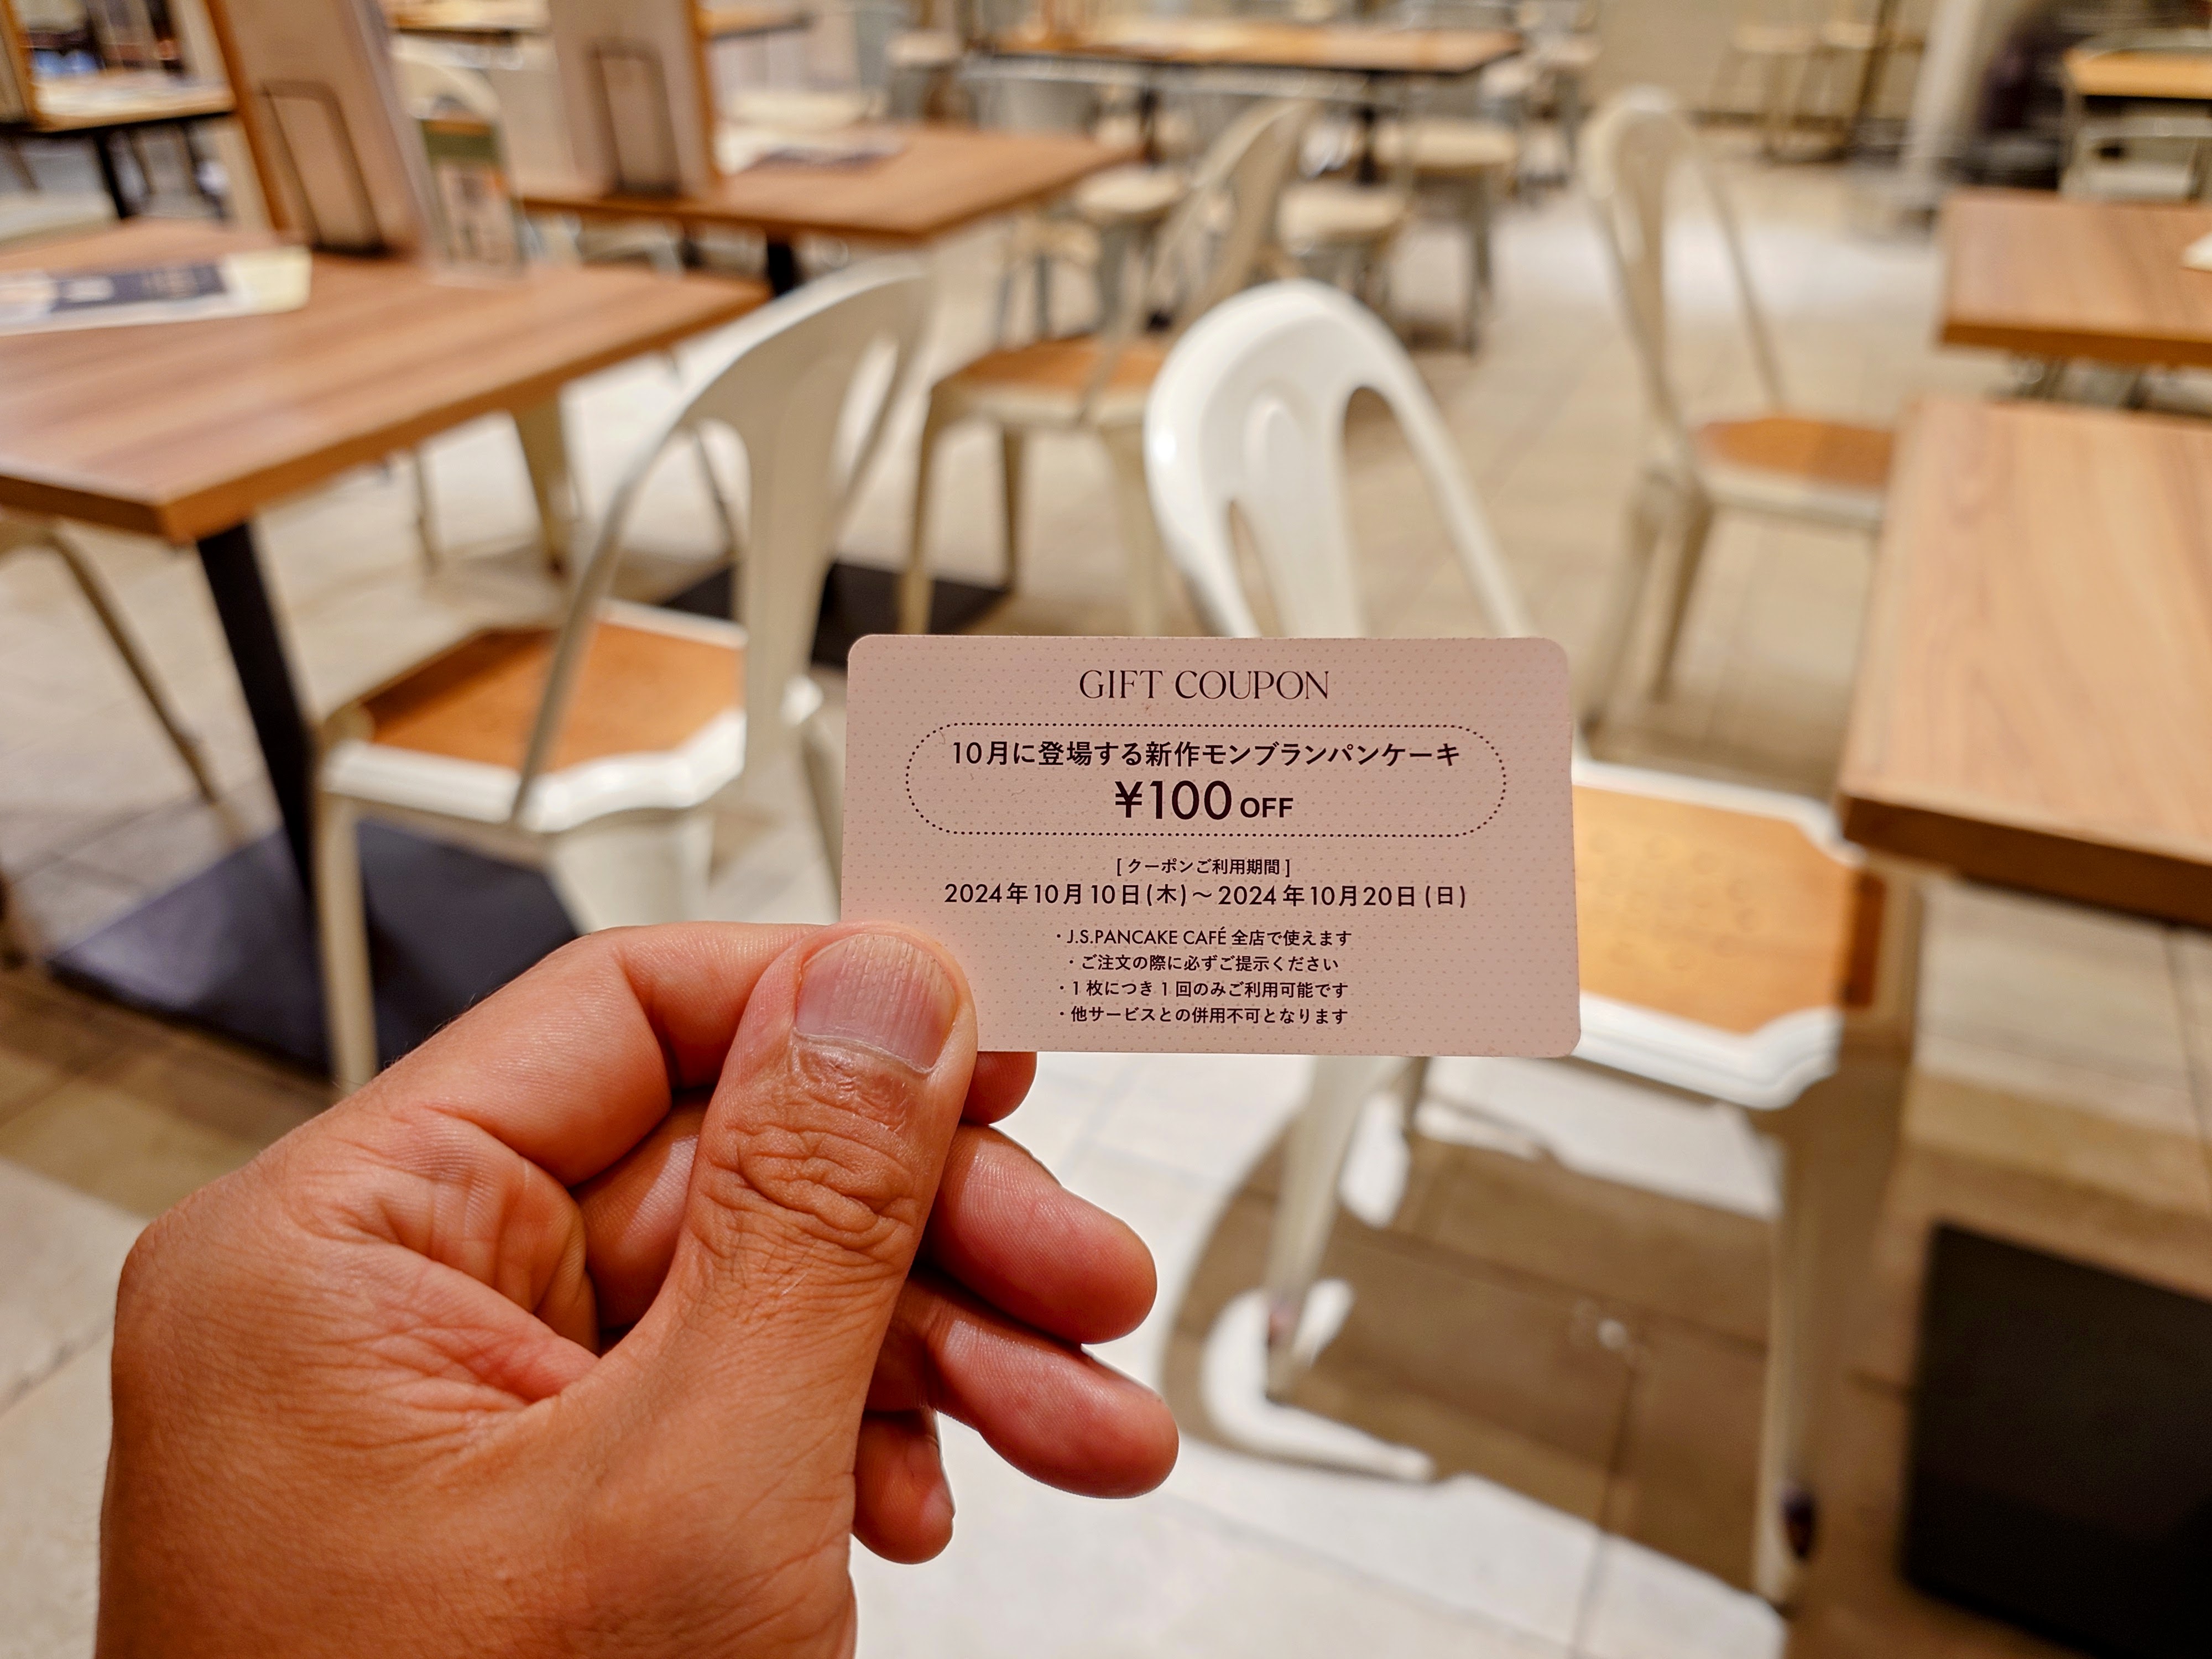 GIFT COUPON
10月に登場する新作モンブランパンケーキ
¥100 OFF
[ クーポンご利用期間 ]
2024年10月10日(木)～2024年10月20日(日)
・J.S.PANCAKE CAFÉ 全店で使えます
・ご注文の際に必ずご提示ください
・1枚につき1回のみご利用可能です
・他サービスとの併用不可となります